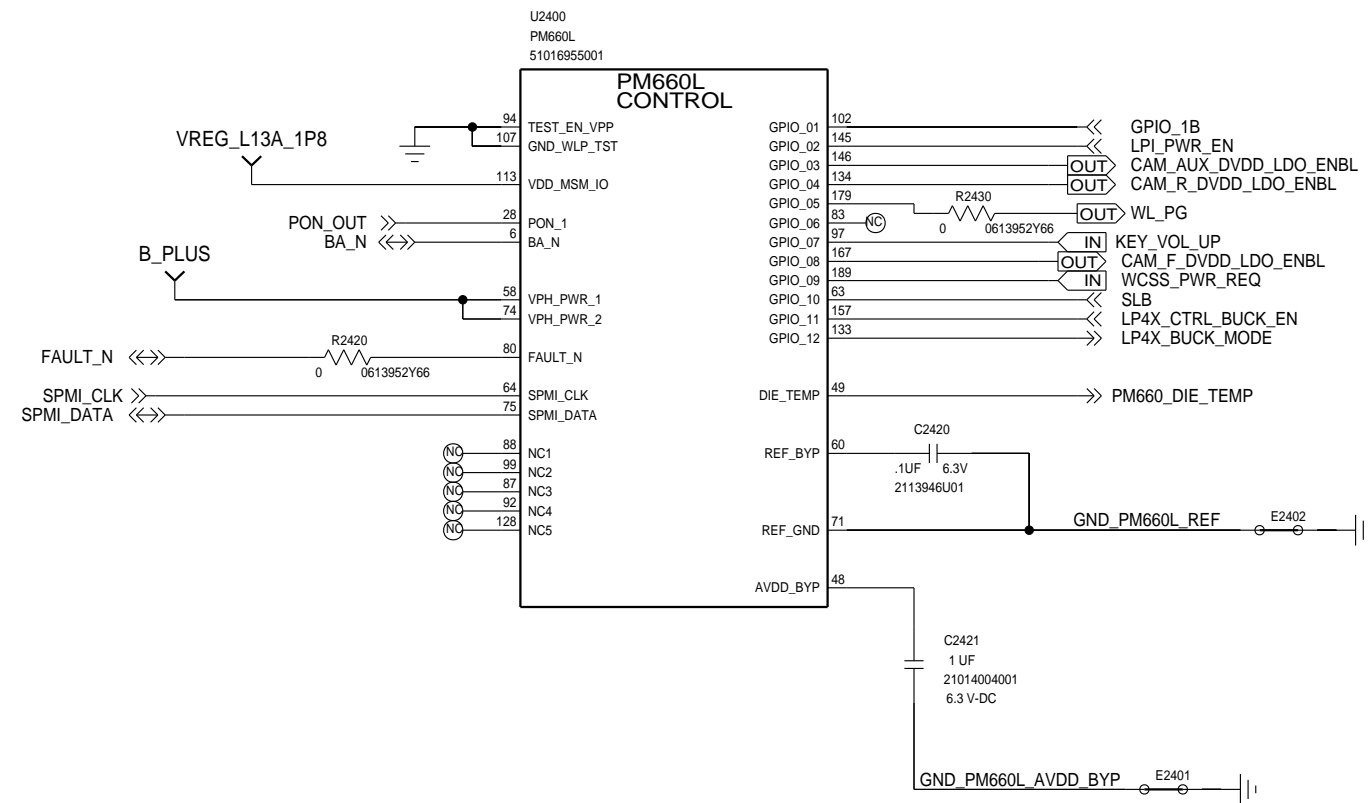 U2400
PM660L
51016955001
PM660L
CONTROL
VREG_L13A_1P8
PON_OUT
BA_N
B_PLUS
R2420
FAULT_N
0 0613952Y66
SPMI_CLK
SPMI_DATA
NC
NC
NC
NC
NC
94 TEST_EN_VPP
107 GND_WLP_TST
113 VDD_MSM_IO
28 PON_1
6 BA_N
58 VPH_PWR_1
74 VPH_PWR_2
80 FAULT_N
64 SPMI_CLK
75 SPMI_DATA
88 NC1
99 NC2
87 NC3
92 NC4
128 NC5
GPIO_01 102 GPIO_1B
GPIO_02 145 LPI_PWR_EN
GPIO_03 146 OUT CAM_AUX_DVDD_LDO_ENBL
GPIO_04 134 OUT CAM_R_DVDD_LDO_ENBL
GPIO_05 179 R2430 OUT WL_PG
0 0613952Y66
GPIO_06 83 NC
GPIO_07 97 IN KEY_VOL_UP
GPIO_08 167 OUT CAM_F_DVDD_LDO_ENBL
GPIO_09 189 IN WCSS_PWR_REQ
GPIO_10 63 SLB
GPIO_11 157 LP4X_CTRL_BUCK_EN
GPIO_12 133 LP4X_BUCK_MODE
DIE_TEMP 49 PM660_DIE_TEMP
C2420
REF_BYP 60
.1UF 6.3V
2113946U01
REF_GND 71 GND_PM660L_REF E2402
AVDD_BYP 48
C2421
1 UF
21014004001
6.3 V-DC
GND_PM660L_AVDD_BYP E2401